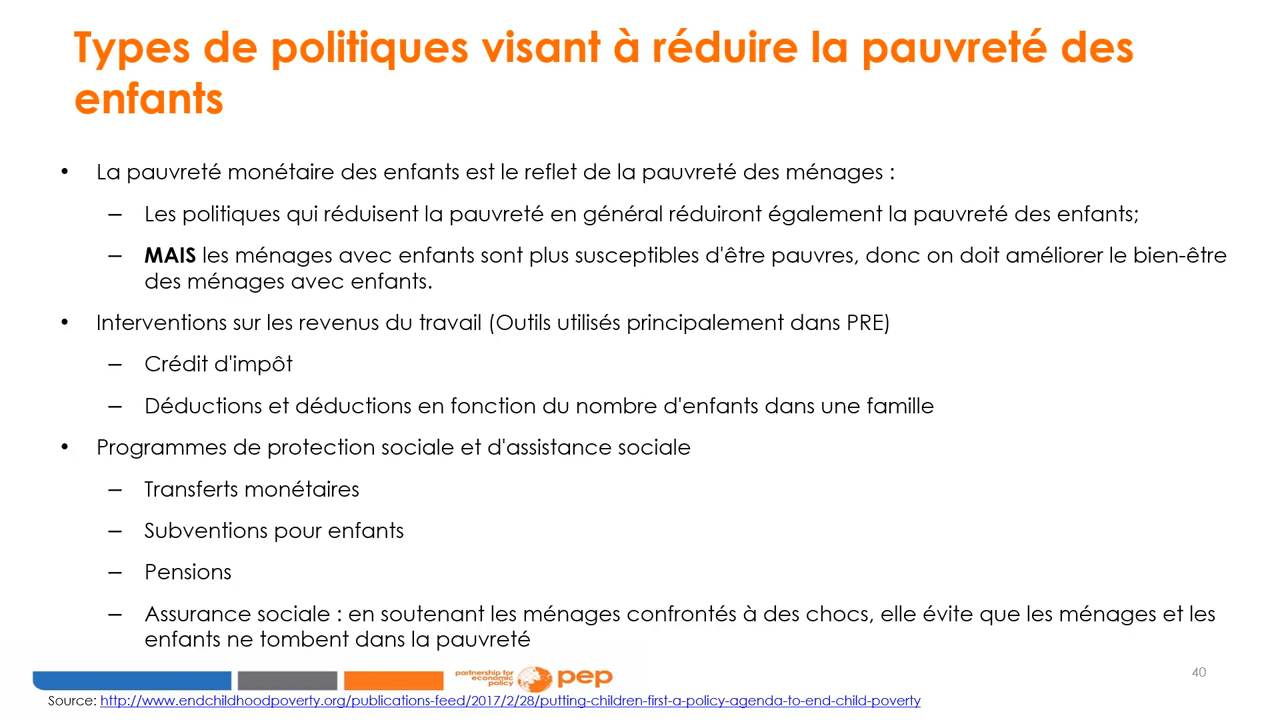 Types de politiques visant à réduire la pauvreté des
enfants
• La pauvreté monétaire des enfants est le reflet de la pauvreté des ménages :
– Les politiques qui réduisent la pauvreté en général réduiront également la pauvreté des enfants;
– MAIS les ménages avec enfants sont plus susceptibles d'être pauvres, donc on doit améliorer le bien-être
des ménages avec enfants.
• Interventions sur les revenus du travail (Outils utilisés principalement dans PRE)
– Crédit d'impôt
– Déductions et déductions en fonction du nombre d'enfants dans une famille
• Programmes de protection sociale et d'assistance sociale
– Transferts monétaires
– Subventions pour enfants
– Pensions
– Assurance sociale : en soutenant les ménages confrontés à des chocs, elle évite que les ménages et les
enfants ne tombent dans la pauvreté
partnership for
economic
policy
pep
40
Source: http://www.endchildhoodpoverty.org/publications-feed/2017/2/28/putting-children-first-a-policy-agenda-to-end-child-poverty